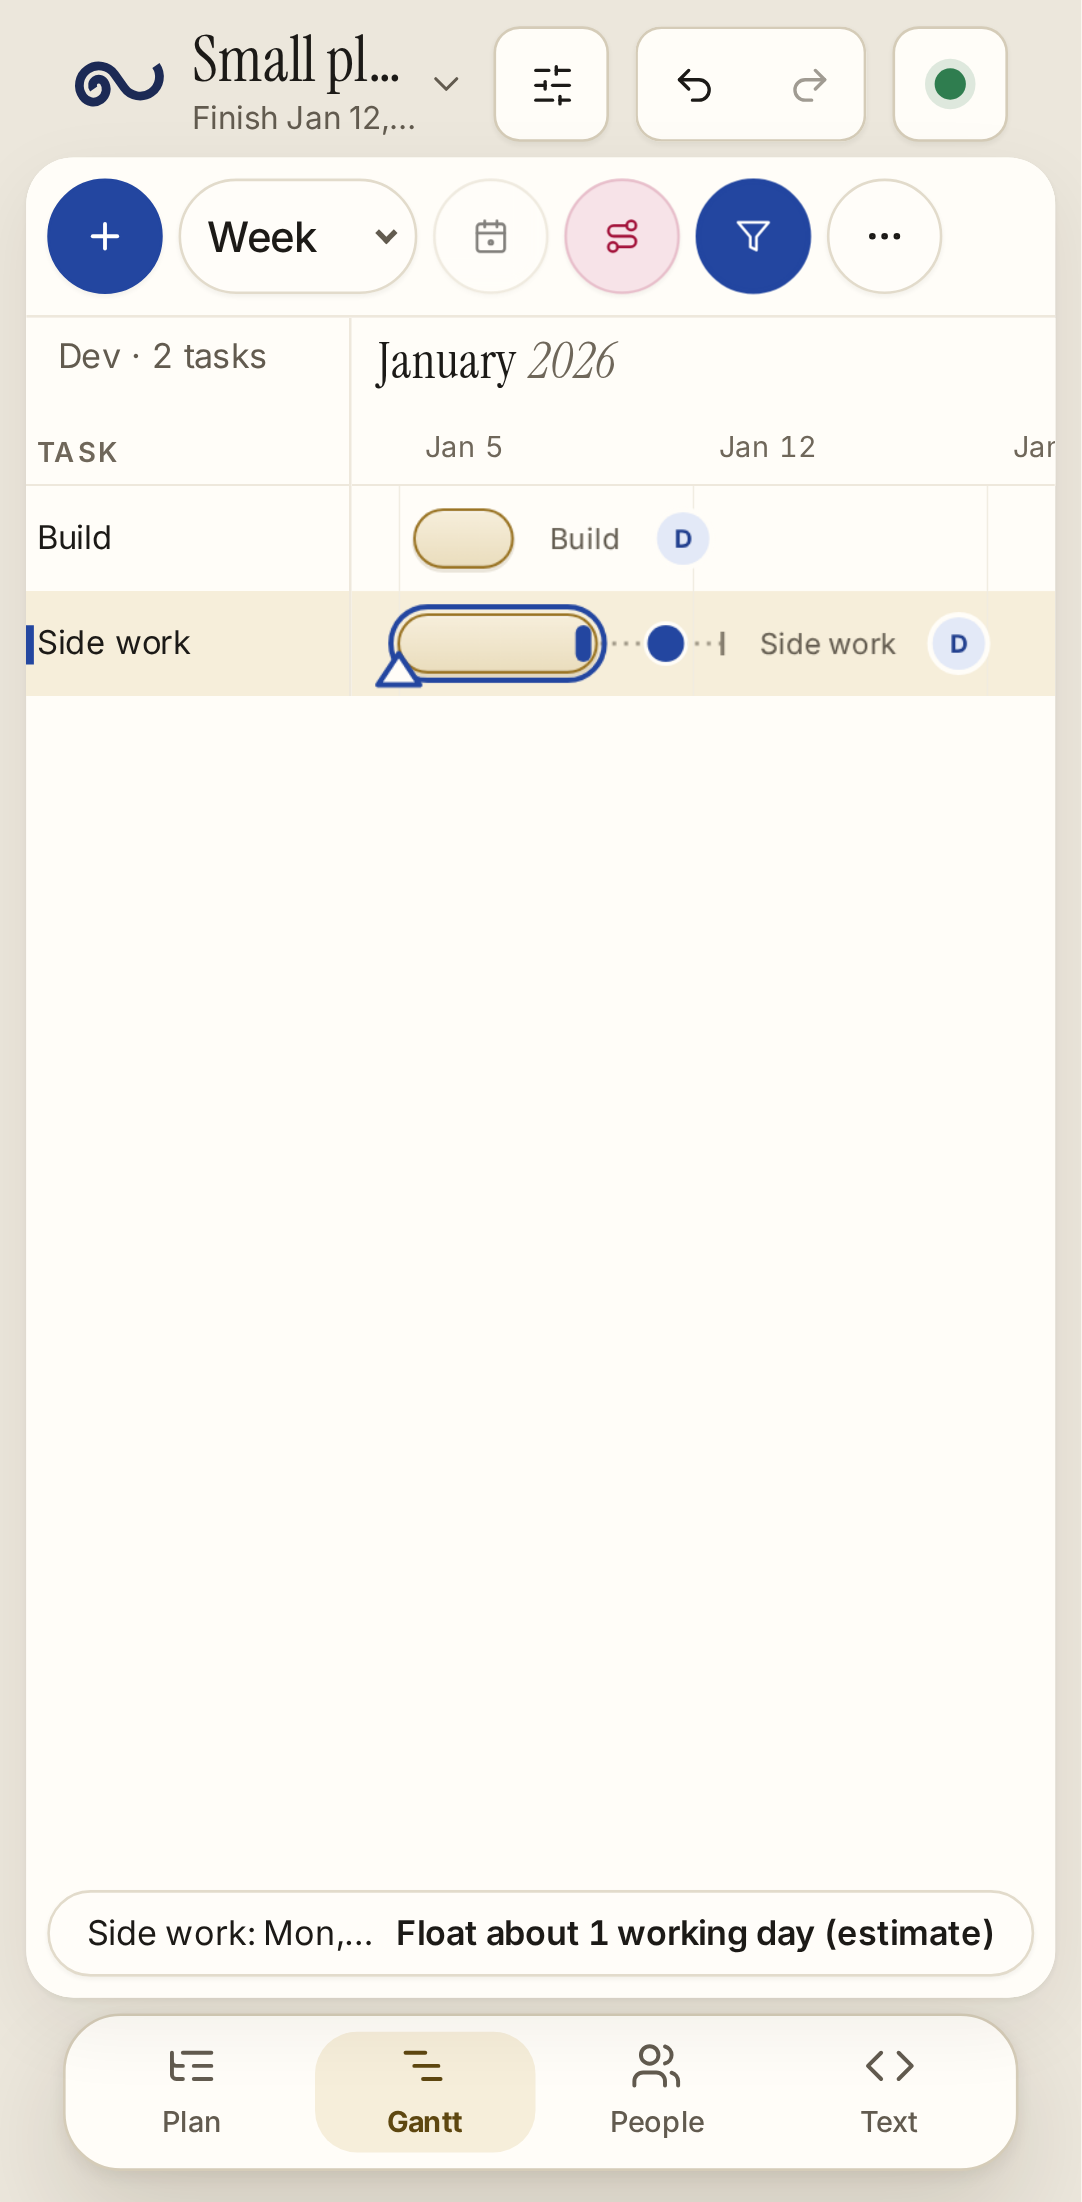 Small pl...
Finish Jan 12,...
Week
Dev · 2 tasks
January 2026
TASK
Jan 5
Jan 12
Jan
Build
Build
D
Side work
Side work
D
Side work: Mon,... Float about 1 working day (estimate)
Plan
Gantt
People
Text